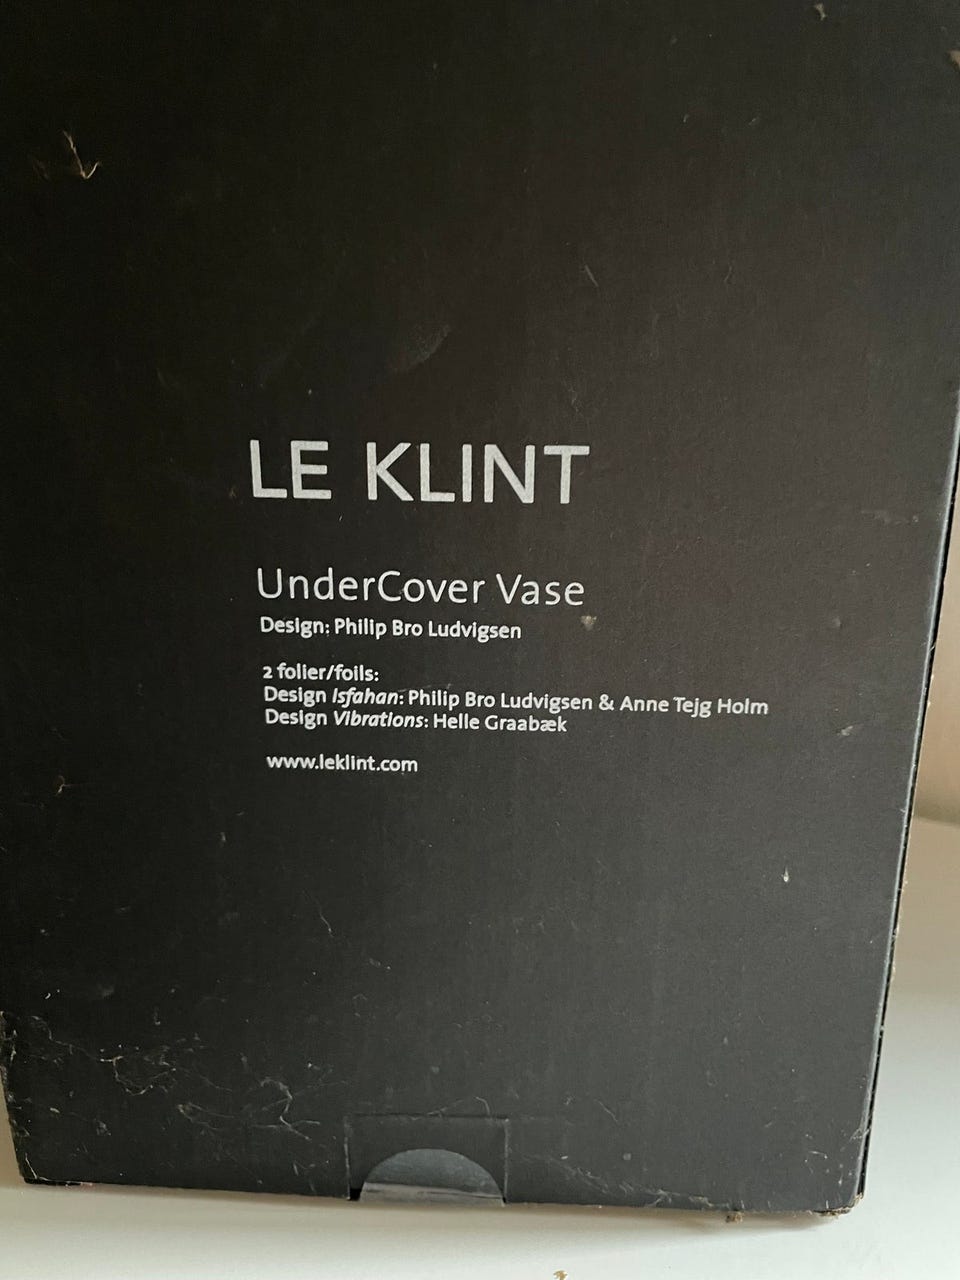 LE KLINT
UnderCover Vase
Design: Philip Bro Ludvigsen
2 folier/foils:
Design Isfahan: Philip Bro Ludvigsen & Anne Tejg Holm
Design Vibrations: Helle Graabæk
www.leklint.com